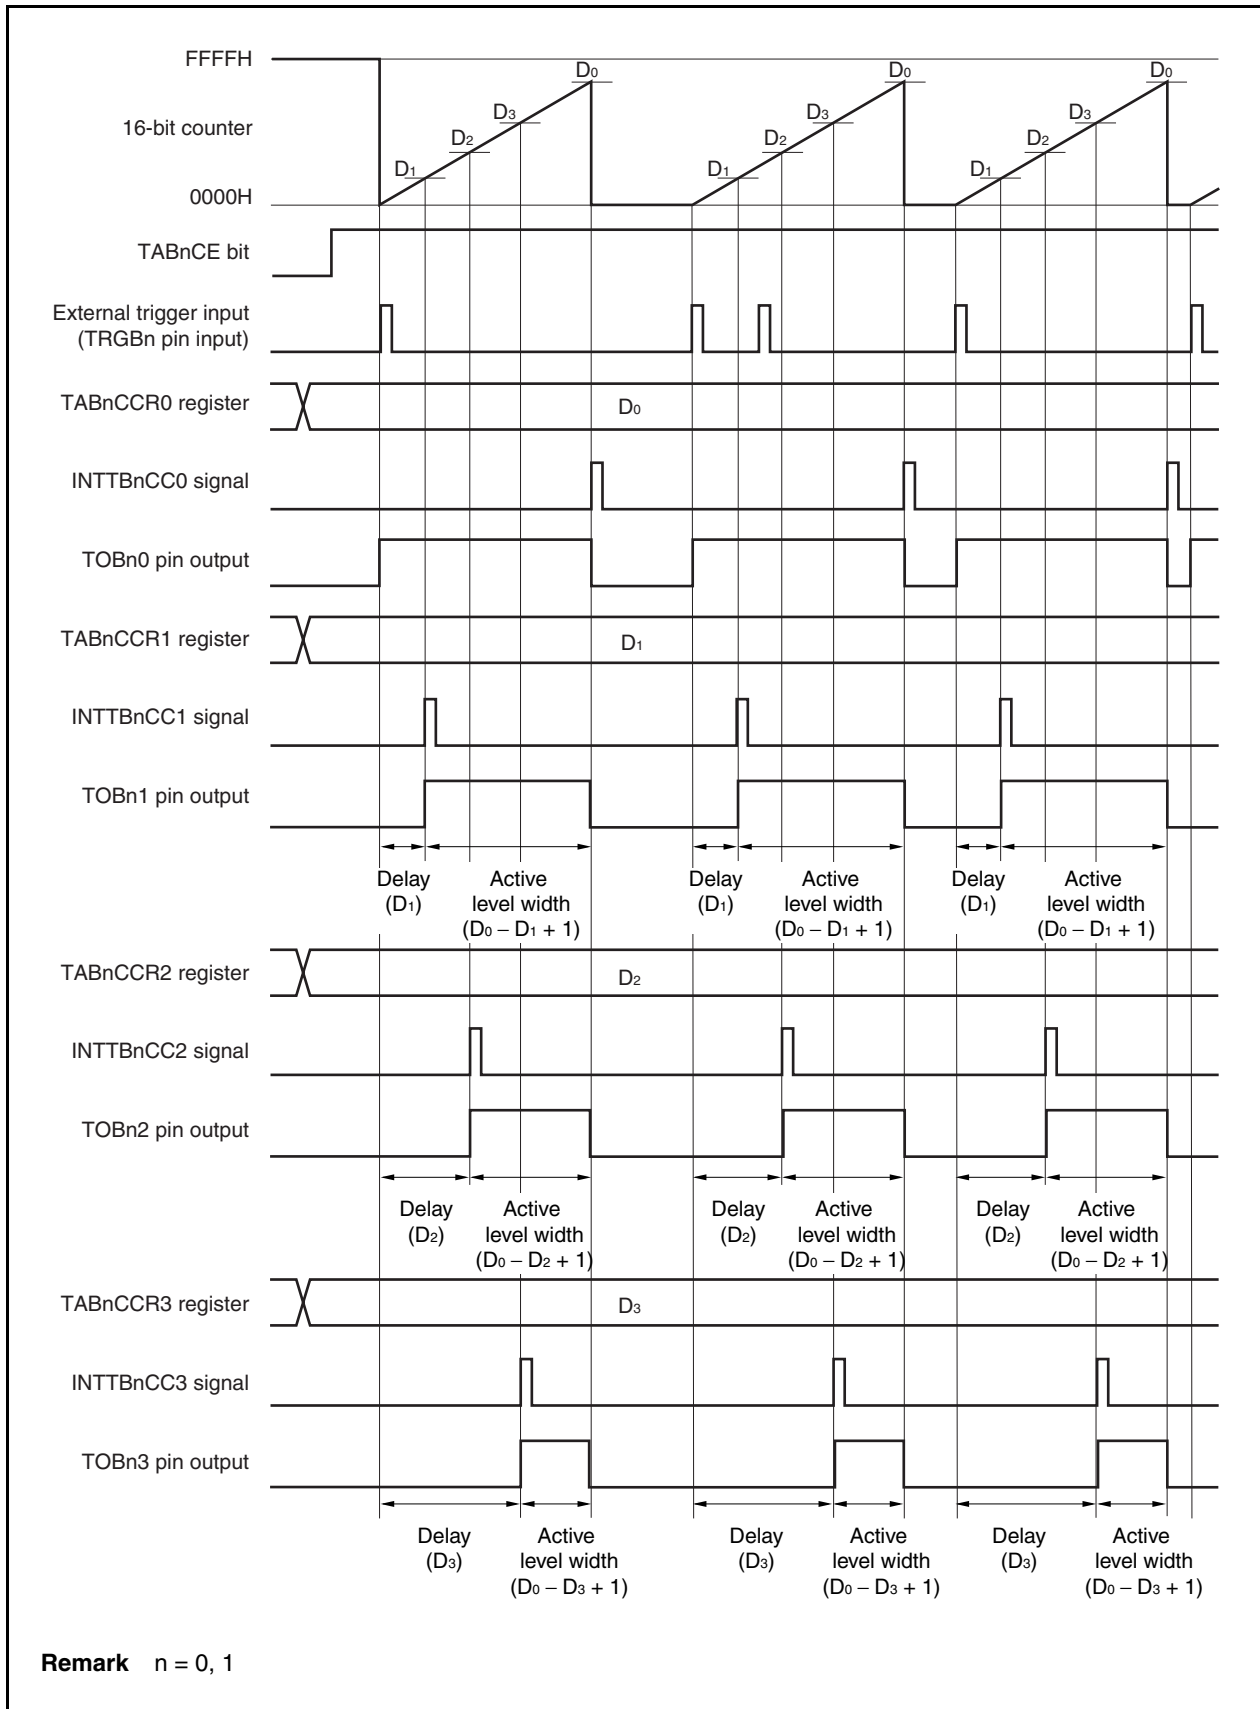 FFFFH
D0 D0 D0
D3 D3 D3
16-bit counter
D2 D2 D2
D1 D1 D1
0000H
TABnCE bit
External trigger input
(TRGBn pin input)
TABnCCR0 register
D0
INTTBnCC0 signal
TOBn0 pin output
TABnCCR1 register
D1
INTTBnCC1 signal
TOBn1 pin output
Delay Active Delay Active Delay Active
(D1) level width (D1) level width (D1) level width
(D0 – D1 + 1) (D0 – D1 + 1) (D0 – D1 + 1)
TABnCCR2 register
D2
INTTBnCC2 signal
TOBn2 pin output
Delay Active Delay Active Delay Active
(D2) level width (D2) level width (D2) level width
(D0 – D2 + 1) (D0 – D2 + 1) (D0 – D2 + 1)
TABnCCR3 register
D3
INTTBnCC3 signal
TOBn3 pin output
Delay Active Delay Active Delay Active
(D3) level width (D3) level width (D3) level width
(D0 – D3 + 1) (D0 – D3 + 1) (D0 – D3 + 1)
Remark n = 0, 1